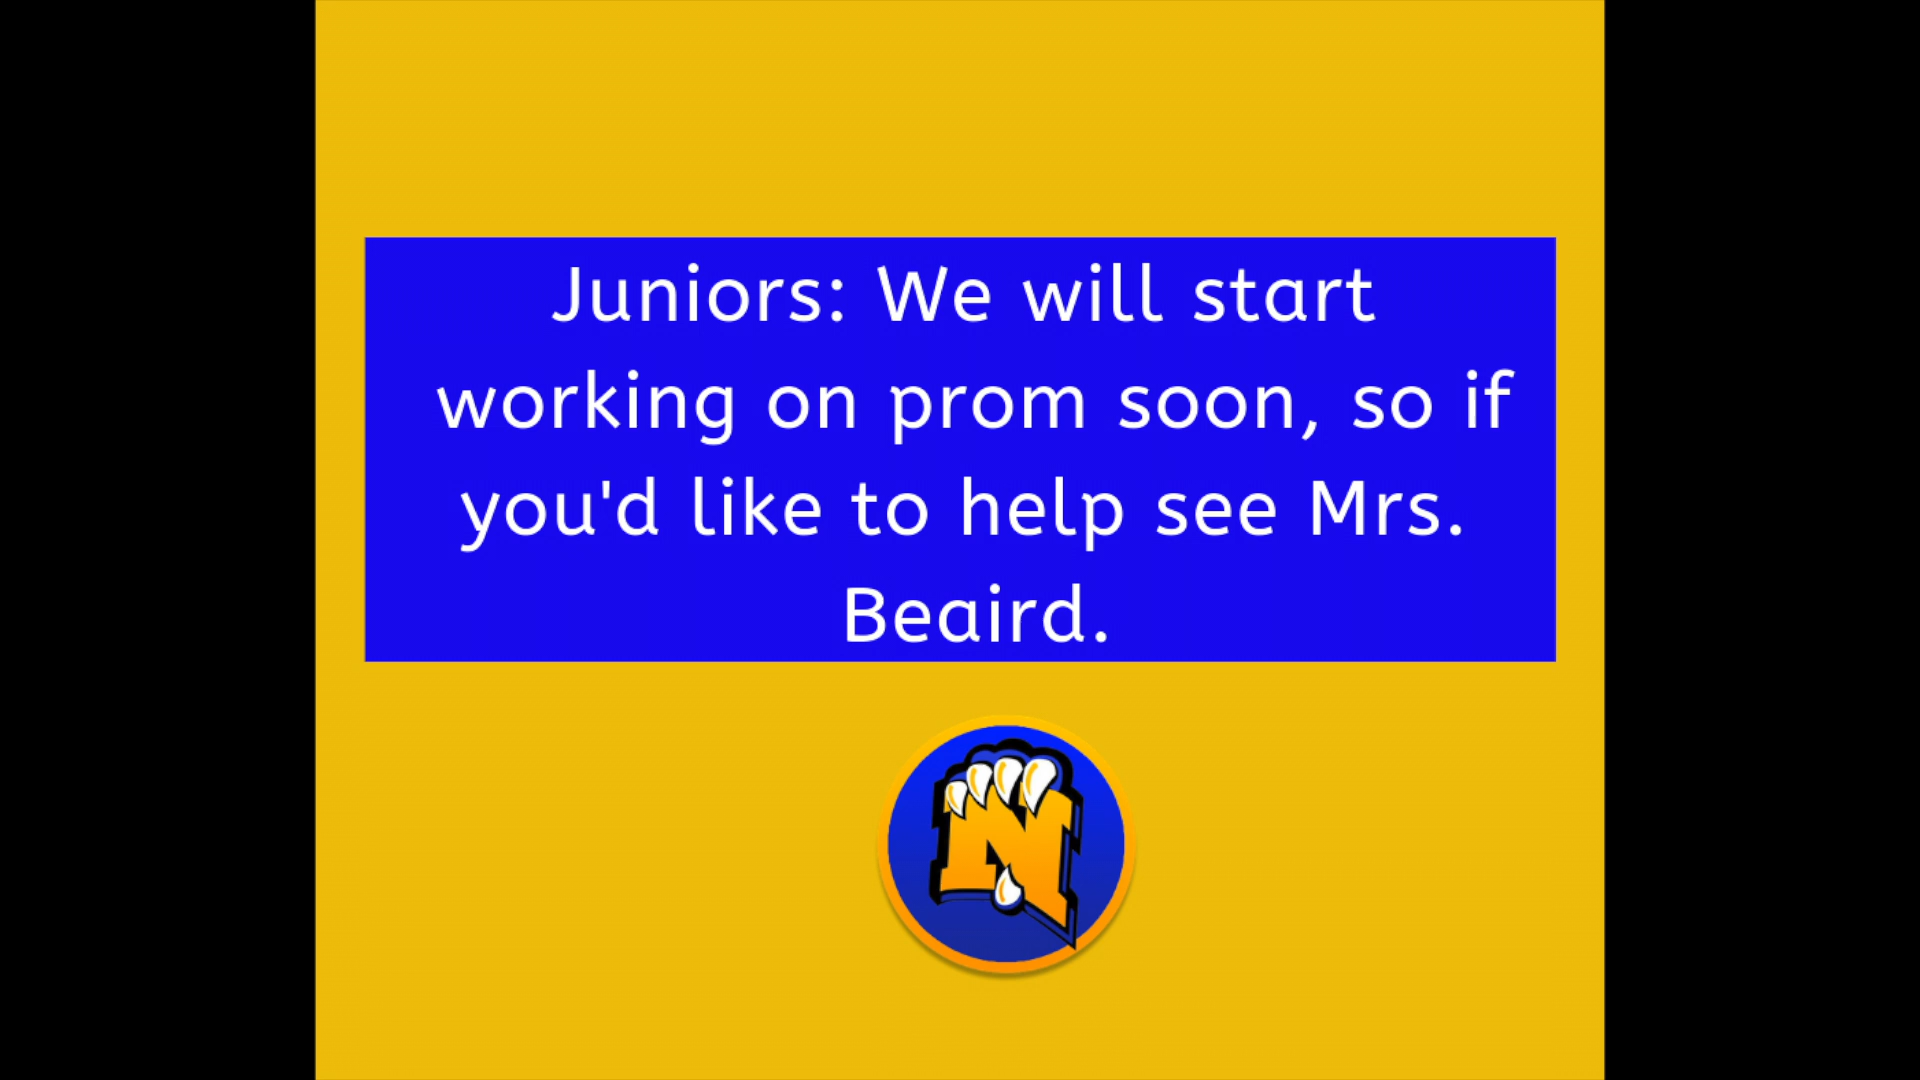 Juniors: We will start
working on prom soon, so if
you'd like to help see Mrs.
Beaird.
N